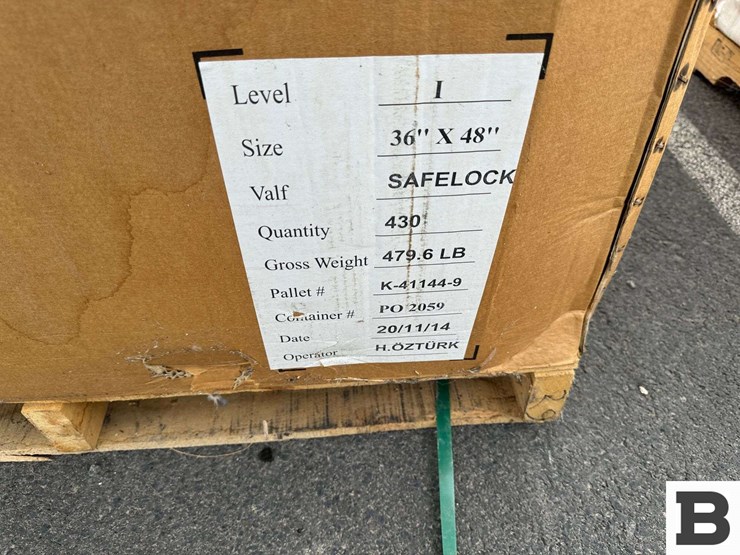 Level I
Size 36" X 48"
Valf SAFELOCK
Quantity 430
Gross Weight 479.6 LB
Pallet # K-41144-9
Container # PO 2059
Date 20/11/14
Operator H.ÖZTÜRK
B